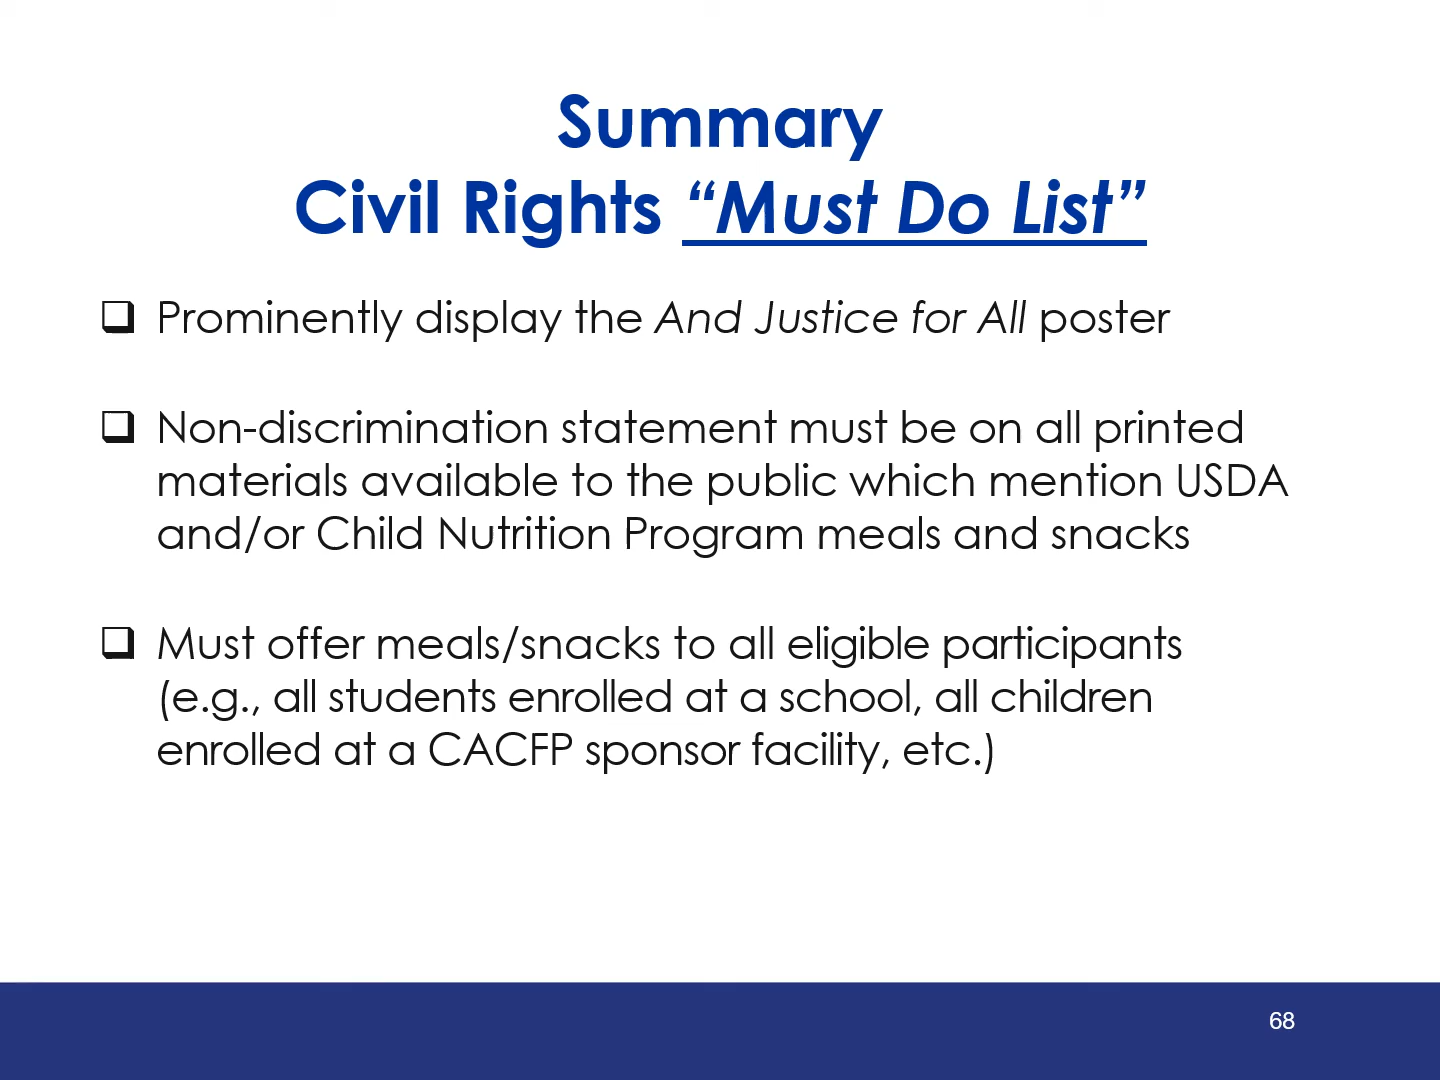 Summary
Civil Rights “Must Do List”
Prominently display the And Justice for All poster
Non-discrimination statement must be on all printed
materials available to the public which mention USDA
and/or Child Nutrition Program meals and snacks
Must offer meals/snacks to all eligible participants
(e.g., all students enrolled at a school, all children
enrolled at a CACFP sponsor facility, etc.)
68